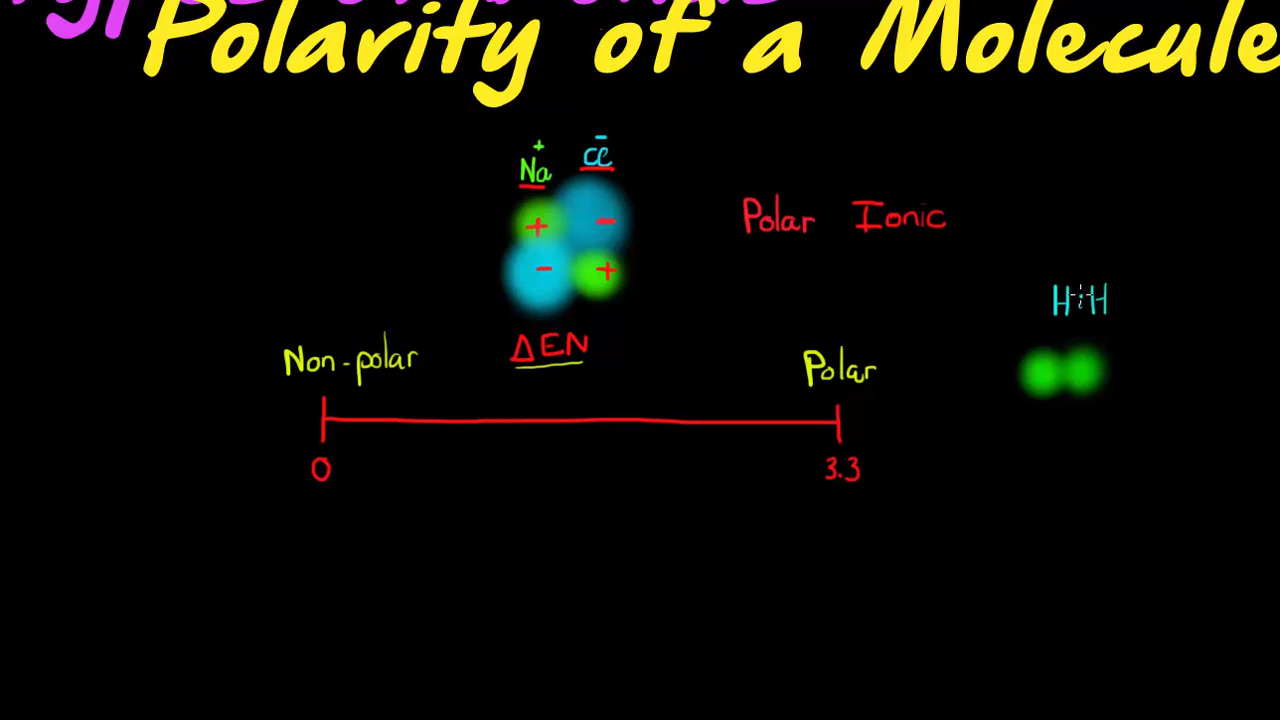 Polarity of a Molecule
+ -
Na Cl
+ -
- +
Polar Ionic
H:H
ΔEN
Non-polar
Polar
0
3.3